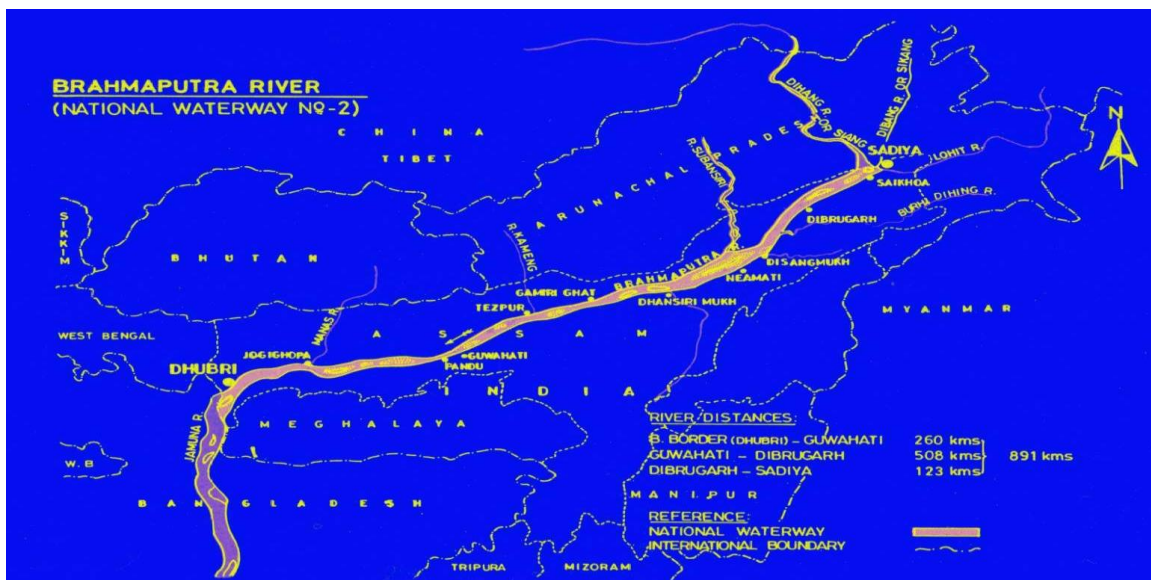 BRAHMAPUTRA RIVER
(NATIONAL WATERWAY Nº-2)
CHINA
TIBET
N
DIHANG R. OR SIANG
DIBANG R. OR SIKANG
SADIYA
LOHIT R.
SAIKHOA
ARUNACHAL PRADE
R. SUBANSIRI
DIBRUGARH
BURHI DIHING R.
SIKKIM
BHUTAN
R. KAMENG
BRAHMAPUTRA R.
DISANGMUKH
NEAMATI
GAMIRI GHAT
DHANSIRI MUKH
TEZPUR
MYANMAR
WEST BENGAL
MANAS R.
ASSAM
JOGIGHOPA
GUWAHATI
PANDU
DHUBRI
INDIA
MEGHALAYA
JAMUNA R.
W.B
BANGLADESH
RIVER DISTANCES:
B. BORDER (DHUBRI) – GUWAHATI 260 kms
GUWAHATI – DIBRUGARH 508 kms 891 kms
DIBRUGARH – SADIYA 123 kms
MANIPUR
REFERENCE:
NATIONAL WATERWAY
INTERNATIONAL BOUNDARY
TRIPURA
MIZORAM